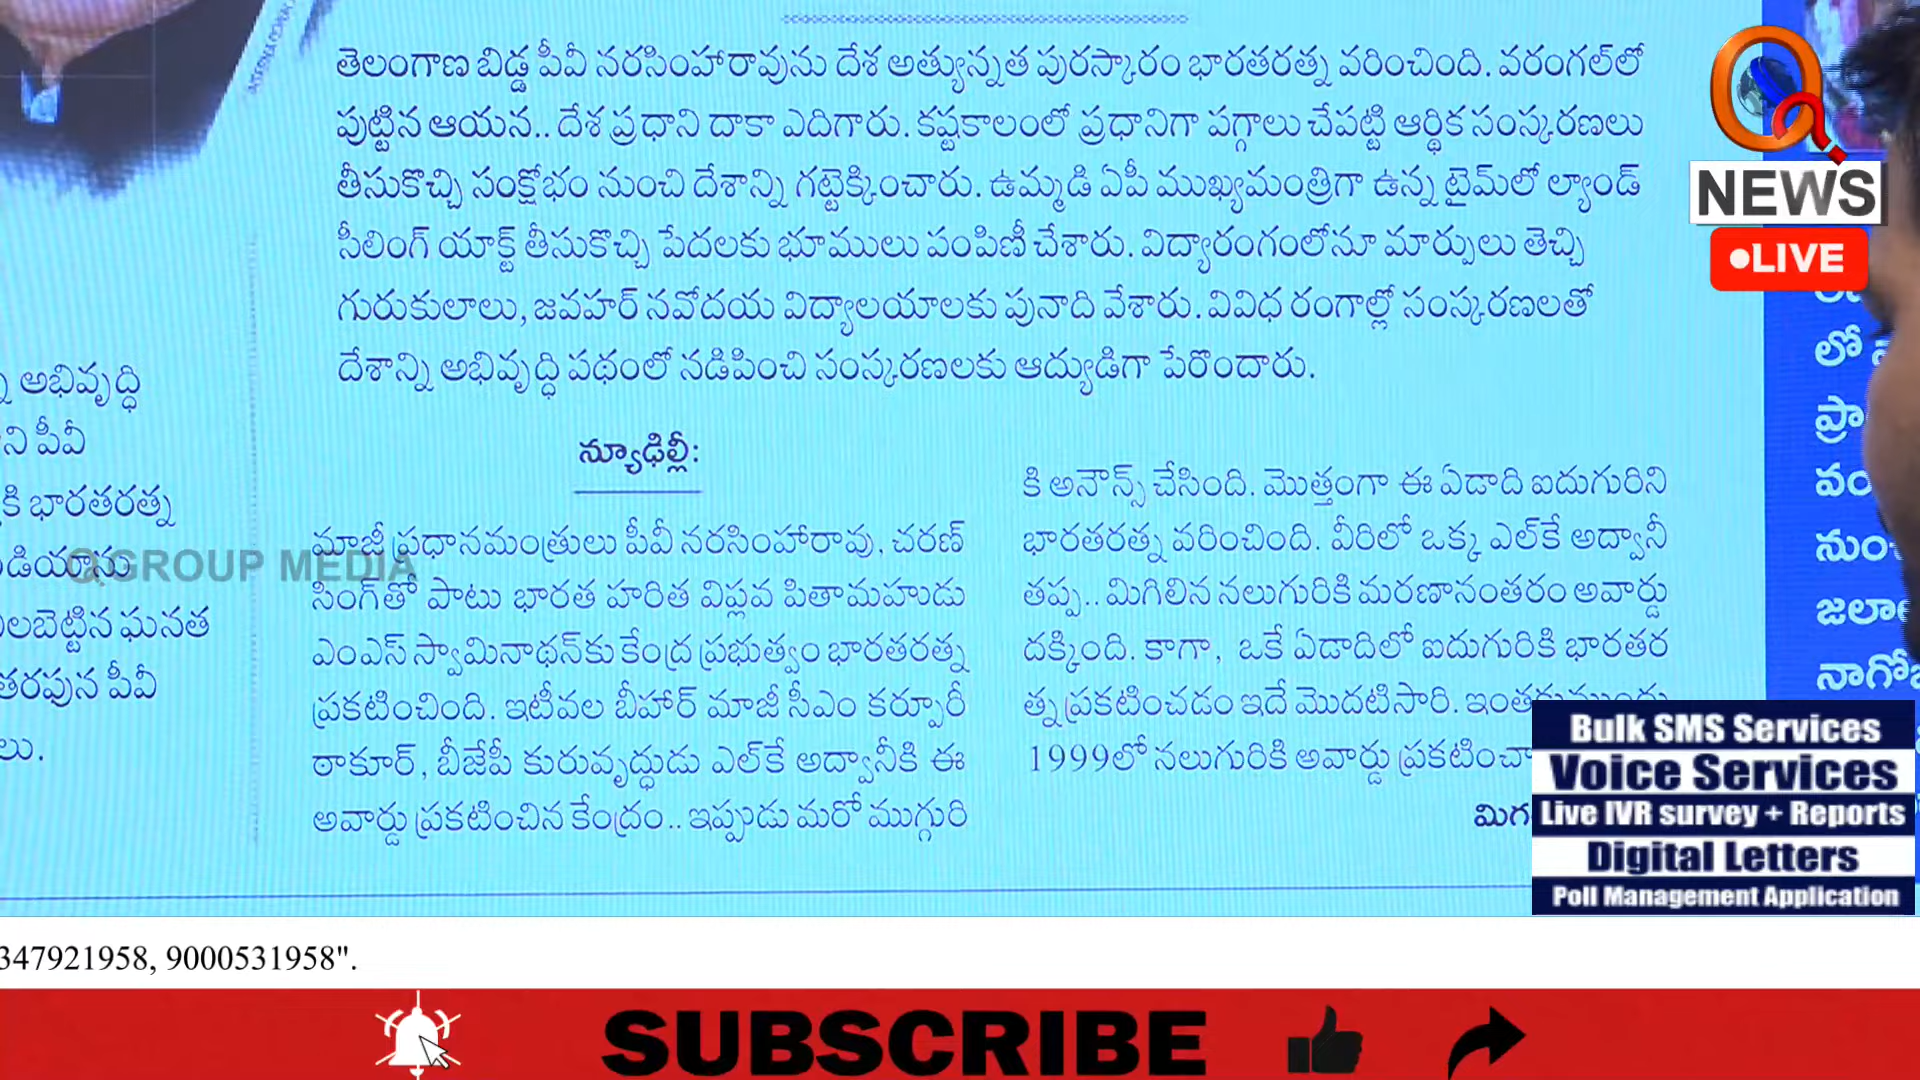 తెలంగాణ బిడ్డ పీవీ నరసింహారావును దేశ అత్యున్నత పురస్కారం భారతరత్న వరించింది. వరంగల్‌లో
పుట్టిన ఆయన.. దేశ ప్రధాని దాకా ఎదిగారు. కష్టకాలంలో ప్రధానిగా పగ్గాలు చేపట్టి ఆర్థిక సంస్కరణలు
తీసుకొచ్చి సంక్షోభం నుంచి దేశాన్ని గట్టెక్కించారు. ఉమ్మడి ఏపీ ముఖ్యమంత్రిగా ఉన్న టైమ్‌లో ల్యాండ్
సీలింగ్ యాక్ట్ తీసుకొచ్చి పేదలకు భూములు పంపిణీ చేశారు. విద్యారంగంలోనూ మార్పులు తెచ్చి
గురుకులాలు, జవహర్ నవోదయ విద్యాలయాలకు పునాది వేశారు. వివిధ రంగాల్లో సంస్కరణలతో
దేశాన్ని అభివృద్ధి పథంలో నడిపించి సంస్కరణలకు ఆద్యుడిగా పేరొందారు.
అభివృద్ధి
ని పీవీ
కి భారతరత్న
డియాను
లబెట్టిన ఘనత
తరఫున పీవీ
లు.
న్యూఢిల్లీ:
మాజీ ప్రధానమంత్రులు పీవీ నరసింహారావు, చరణ్
సింగ్‌తో పాటు భారత హరిత విప్లవ పితామహుడు
ఎంఎస్ స్వామినాథన్‌కు కేంద్ర ప్రభుత్వం భారతరత్న
ప్రకటించింది. ఇటీవల బీహార్ మాజీ సీఎం కర్పూరీ
ఠాకూర్, బీజేపీ కురువృద్ధుడు ఎల్‌కే అద్వానీకి ఈ
అవార్డు ప్రకటించిన కేంద్రం.. ఇప్పుడు మరో ముగ్గురి
కి అనౌన్స్ చేసింది. మొత్తంగా ఈ ఏడాది ఐదుగురిని
భారతరత్న వరించింది. వీరిలో ఒక్క ఎల్‌కే అద్వానీ
తప్ప.. మిగిలిన నలుగురికి మరణానంతరం అవార్డు
దక్కింది. కాగా, ఒకే ఏడాదిలో ఐదుగురికి భారతర
త్న ప్రకటించడం ఇదే మొదటిసారి. ఇంతకుముందు
1999లో నలుగురికి అవార్డు ప్రకటించా
మిగ
లో
ప్రా
వం
నుం
జలా
నాగో
Q GROUP MEDIA
Q
NEWS
LIVE
Bulk SMS Services
Voice Services
Live IVR survey + Reports
Digital Letters
Poll Management Application
347921958, 9000531958".
SUBSCRIBE